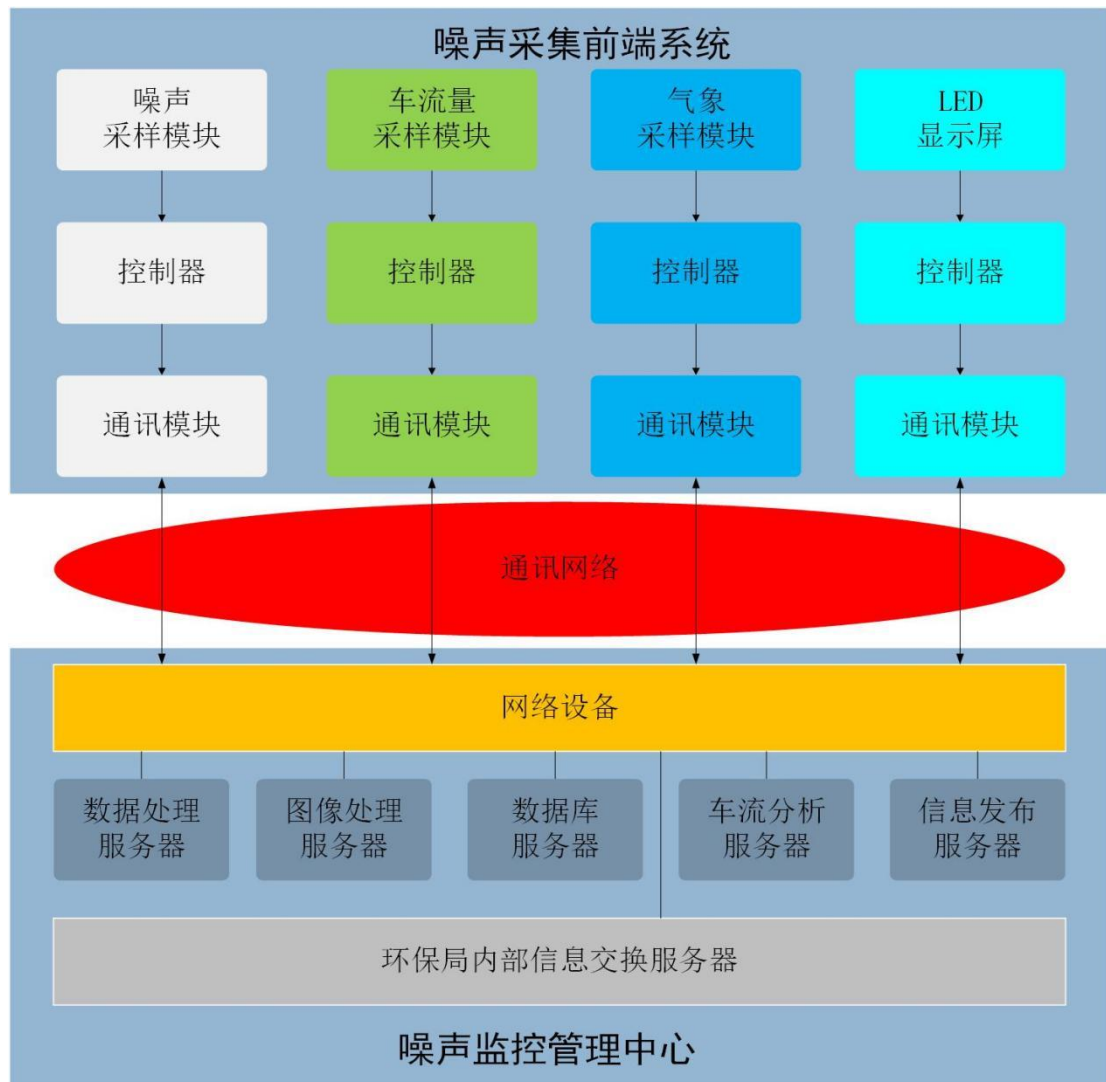 噪声采集前端系统
噪声
采样模块
车流量
采样模块
气象
采样模块
LED
显示屏
控制器
控制器
控制器
控制器
通讯模块
通讯模块
通讯模块
通讯模块
通讯网络
网络设备
数据处理
服务器
图像处理
服务器
数据库
服务器
车流分析
服务器
信息发布
服务器
环保局内部信息交换服务器
噪声监控管理中心